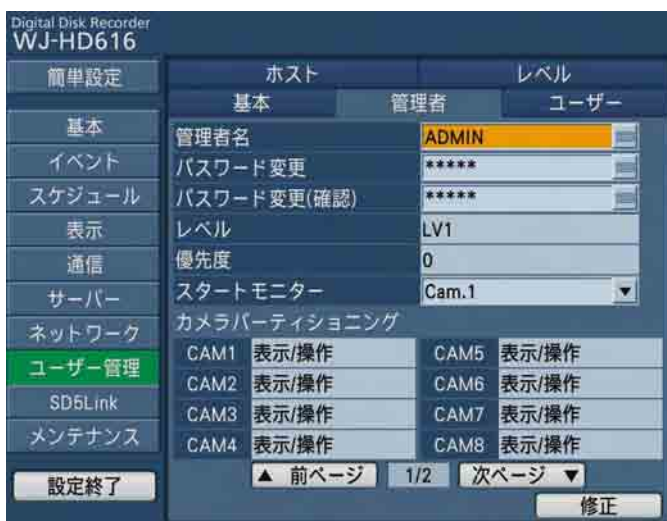 Digital Disk Recorder
WJ-HD616
簡単設定
基本
イベント
スケジュール
表示
通信
サーバー
ネットワーク
ユーザー管理
SD5Link
メンテナンス
設定終了
ホスト レベル
基本 管理者 ユーザー
管理者名 ADMIN
パスワード変更 *****
パスワード変更(確認) *****
レベル LV1
優先度 0
スタートモニター Cam.1 ▼
カメラパーティショニング
CAM1 表示/操作 CAM5 表示/操作
CAM2 表示/操作 CAM6 表示/操作
CAM3 表示/操作 CAM7 表示/操作
CAM4 表示/操作 CAM8 表示/操作
▲ 前ページ 1/2 次ページ ▼
修正